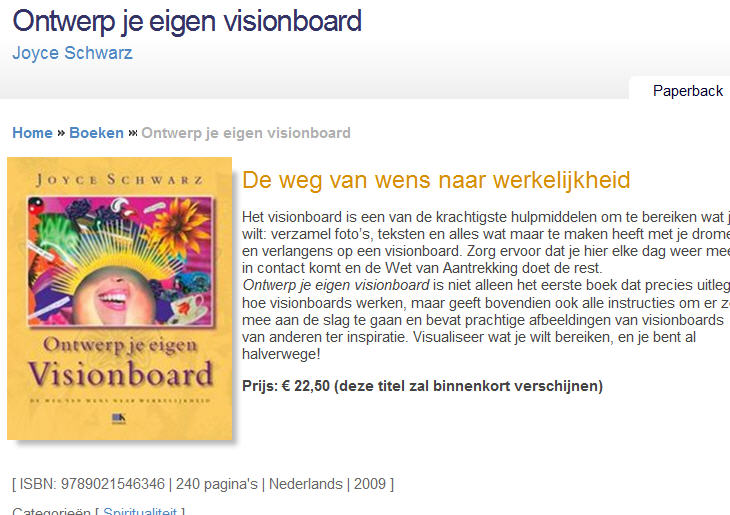 Ontwerp je eigen visionboard
Joyce Schwarz
Paperback
Home » Boeken » Ontwerp je eigen visionboard
JOYCE SCHWARZ
Ontwerp je eigen
Visionboard
DE WEG VAN WENS NAAR WERKELIJKHEID
De weg van wens naar werkelijkheid
Het visionboard is een van de krachtigste hulpmiddelen om te bereiken wat j
wilt: verzamel foto's, teksten en alles wat maar te maken heeft met je drome
en verlangens op een visionboard. Zorg ervoor dat je hier elke dag weer mee
in contact komt en de Wet van Aantrekking doet de rest.
Ontwerp je eigen visionboard is niet alleen het eerste boek dat precies uitleg
hoe visionboards werken, maar geeft bovendien ook alle instructies om er z
mee aan de slag te gaan en bevat prachtige afbeeldingen van visionboards
van anderen ter inspiratie. Visualiseer wat je wilt bereiken, en je bent al
halverwege!
Prijs: € 22,50 (deze titel zal binnenkort verschijnen)
[ ISBN: 9789021546346 | 240 pagina's | Nederlands | 2009 ]
Categorieën [ Spiritualiteit ]